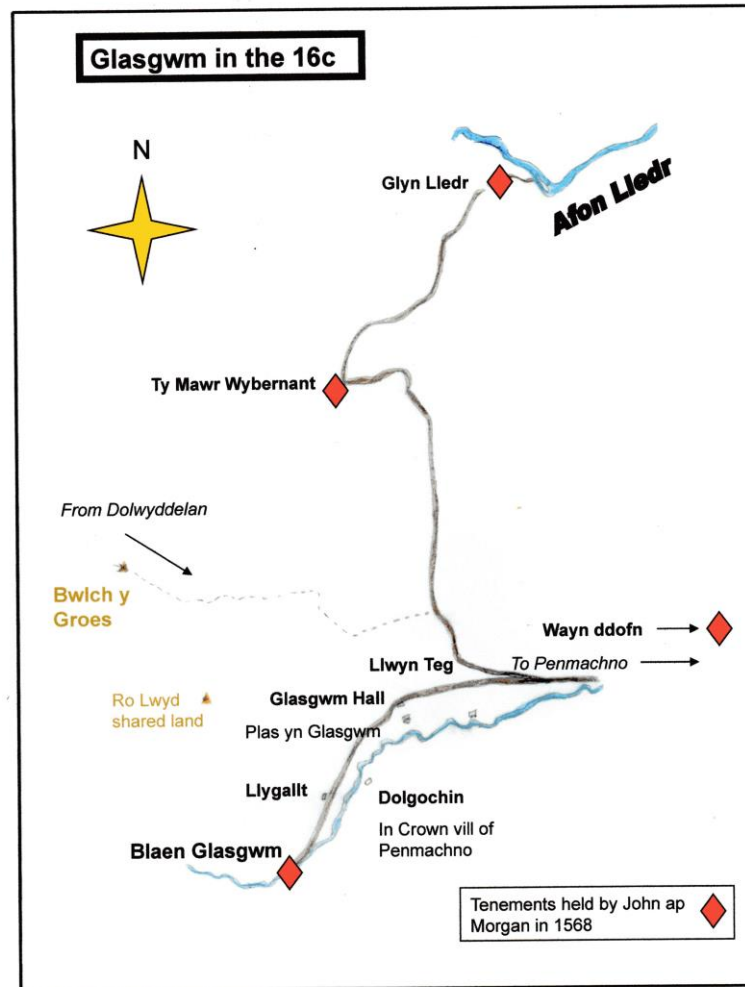 Glasgwm in the 16c
N
Glyn Lledr
Afon Lledr
Ty Mawr Wybernant
From Dolwyddelan
Bwlch y
Groes
Wayn ddofn
Llwyn Teg
To Penmachno
Ro Lwyd
shared land
Glasgwm Hall
Plas yn Glasgwm
Llygallt
Dolgochin
In Crown vill of
Penmachno
Blaen Glasgwm
Tenements held by John ap
Morgan in 1568